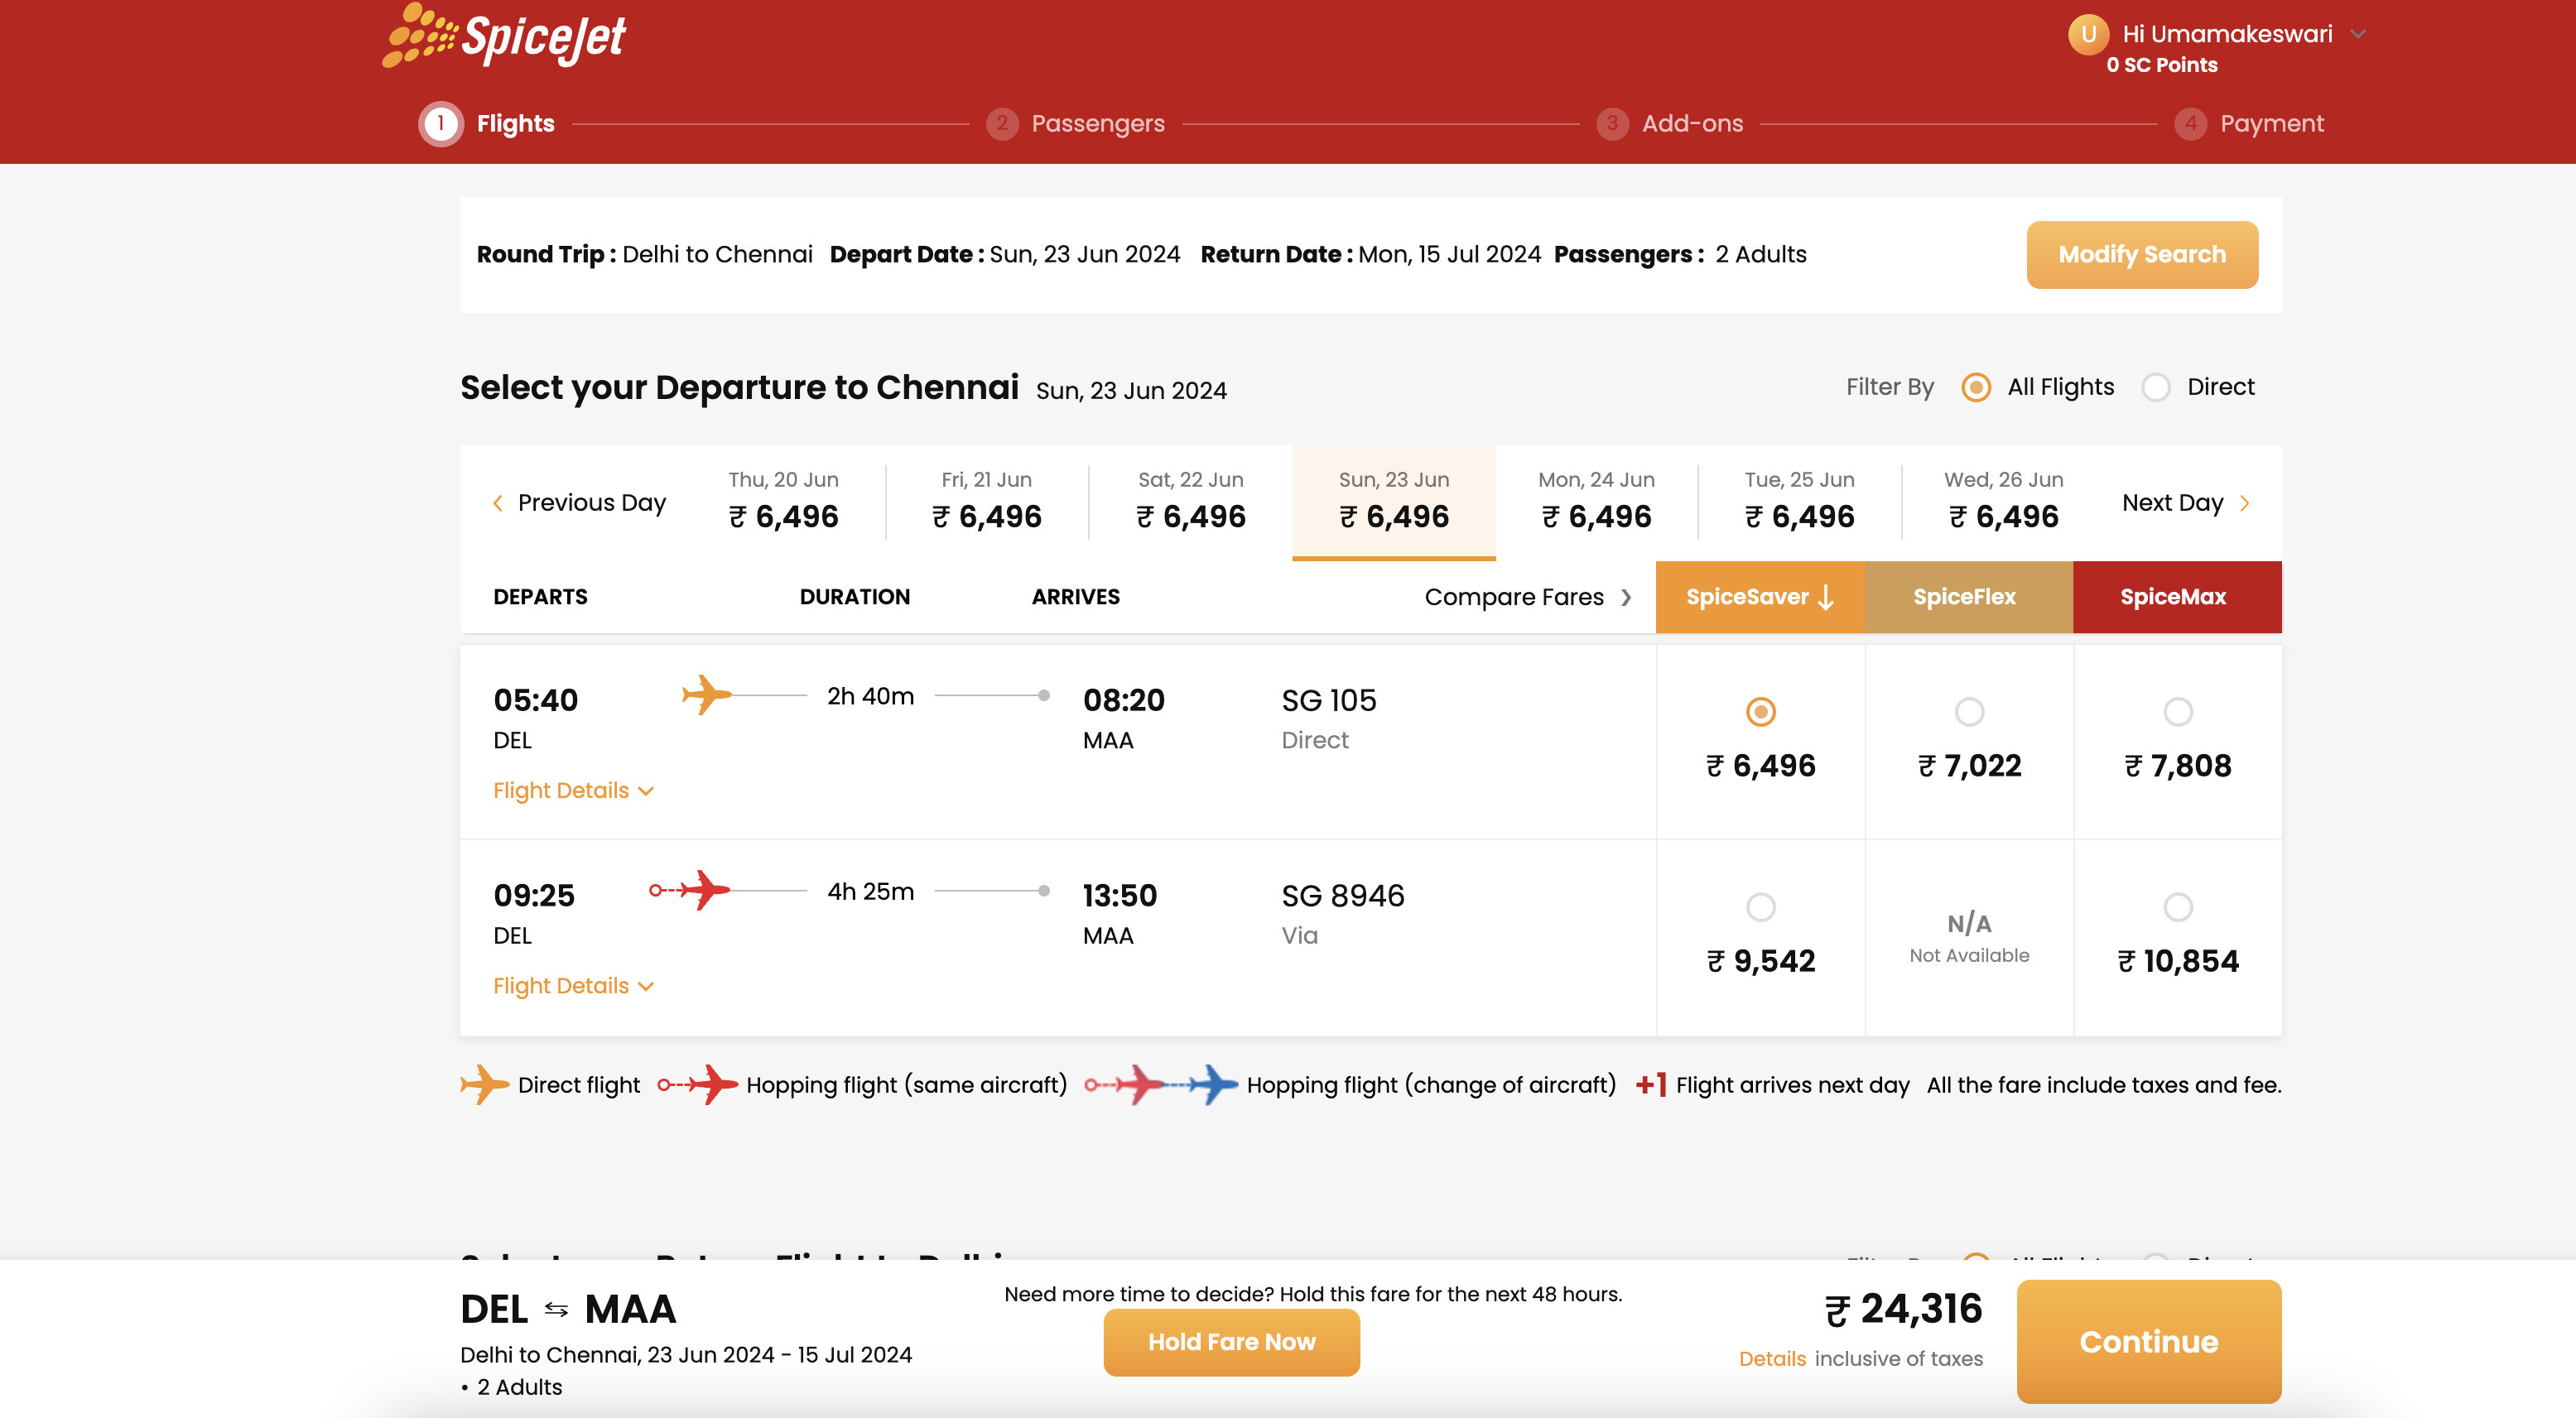 SpiceJet
U Hi Umamakeswari
0 SC Points
1 Flights 2 Passengers 3 Add-ons 4 Payment
Round Trip : Delhi to Chennai Depart Date : Sun, 23 Jun 2024 Return Date : Mon, 15 Jul 2024 Passengers : 2 Adults Modify Search
Select your Departure to Chennai Sun, 23 Jun 2024 Filter By All Flights Direct
Previous Day Thu, 20 Jun Fri, 21 Jun Sat, 22 Jun Sun, 23 Jun Mon, 24 Jun Tue, 25 Jun Wed, 26 Jun Next Day
₹ 6,496 ₹ 6,496 ₹ 6,496 ₹ 6,496 ₹ 6,496 ₹ 6,496 ₹ 6,496
DEPARTS DURATION ARRIVES Compare Fares SpiceSaver ↓ SpiceFlex SpiceMax
05:40 2h 40m 08:20 SG 105
DEL MAA Direct
₹ 6,496 ₹ 7,022 ₹ 7,808
Flight Details
09:25 4h 25m 13:50 SG 8946
DEL MAA Via
N/A
Not Available
₹ 9,542 ₹ 10,854
Flight Details
Direct flight Hopping flight (same aircraft) Hopping flight (change of aircraft) +1 Flight arrives next day All the fare include taxes and fee.
DEL ⇆ MAA
Delhi to Chennai, 23 Jun 2024 - 15 Jul 2024
• 2 Adults
Need more time to decide? Hold this fare for the next 48 hours.
Hold Fare Now
₹ 24,316
Details inclusive of taxes
Continue